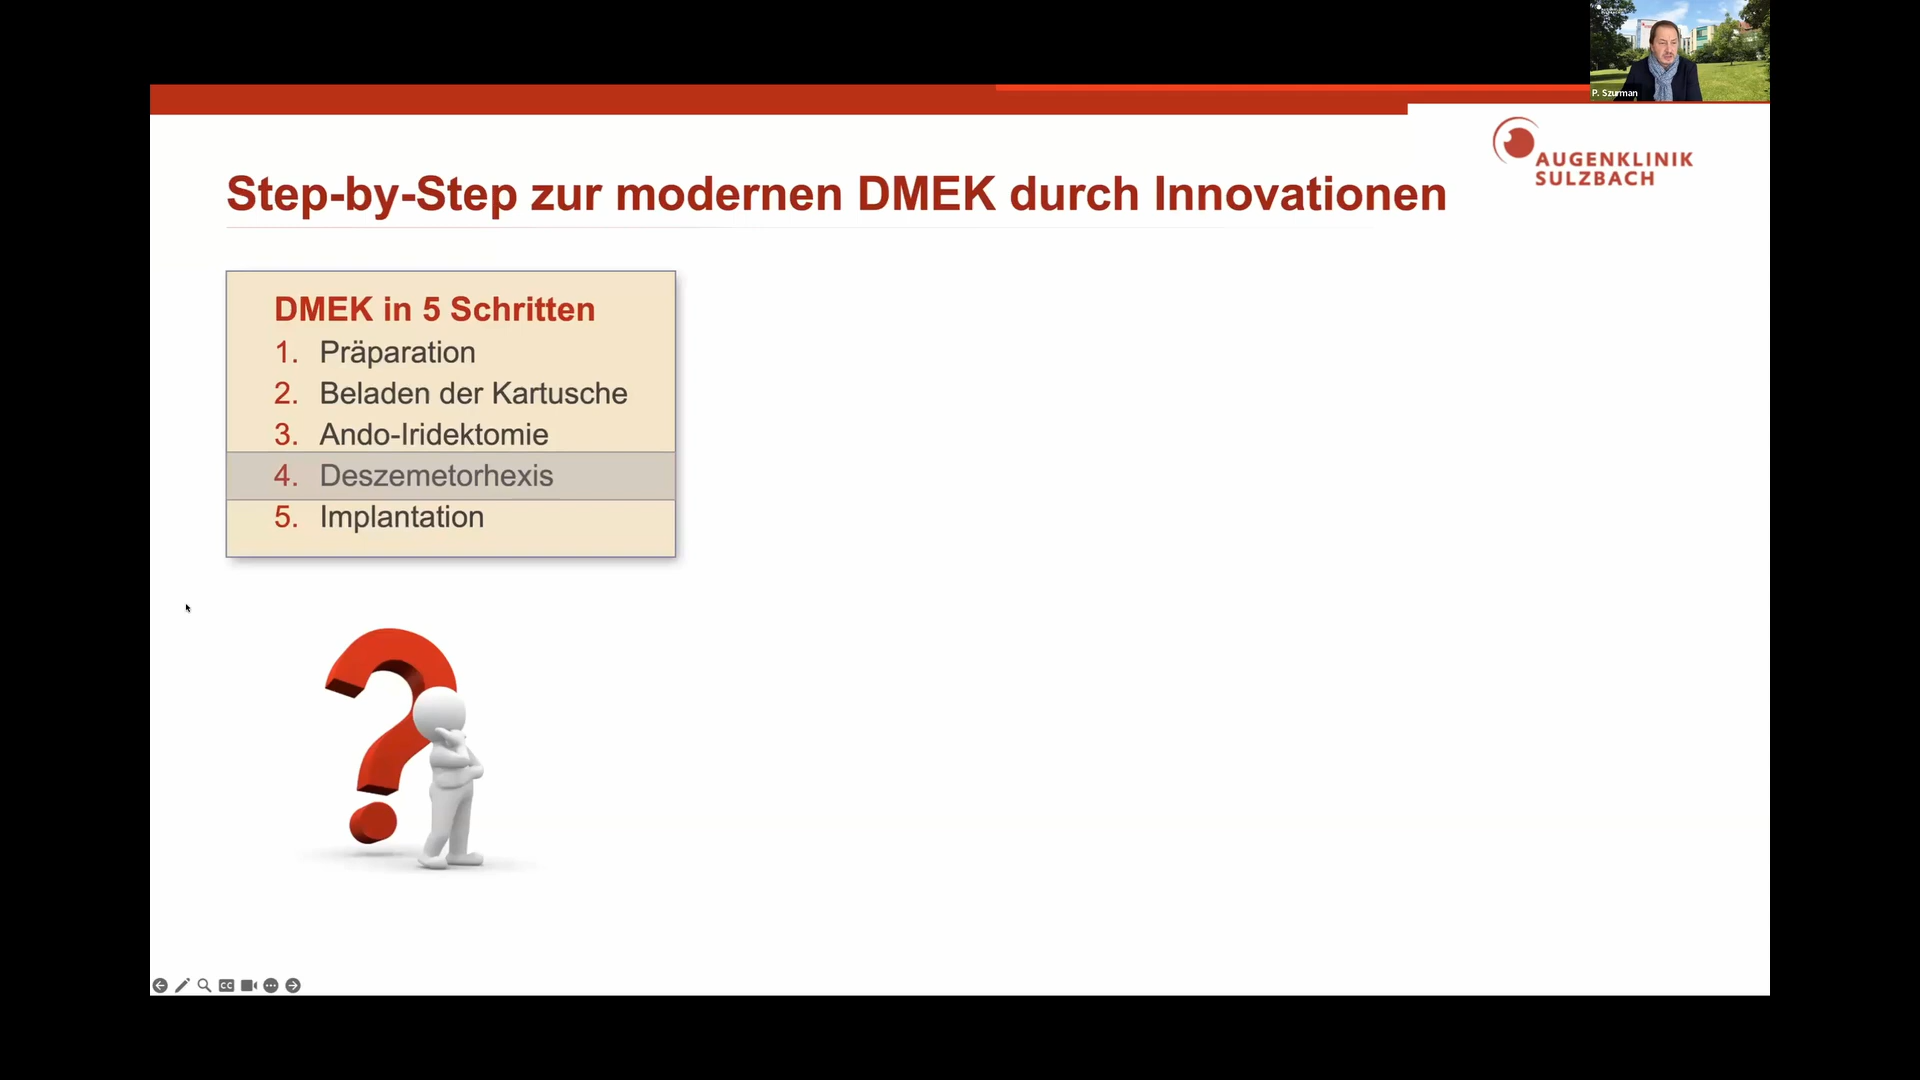 P. Szurman
AUGENKLINIK
SULZBACH
Step-by-Step zur modernen DMEK durch Innovationen
DMEK in 5 Schritten
1. Präparation
2. Beladen der Kartusche
3. Ando-Iridektomie
4. Deszemetorhexis
5. Implantation
CC